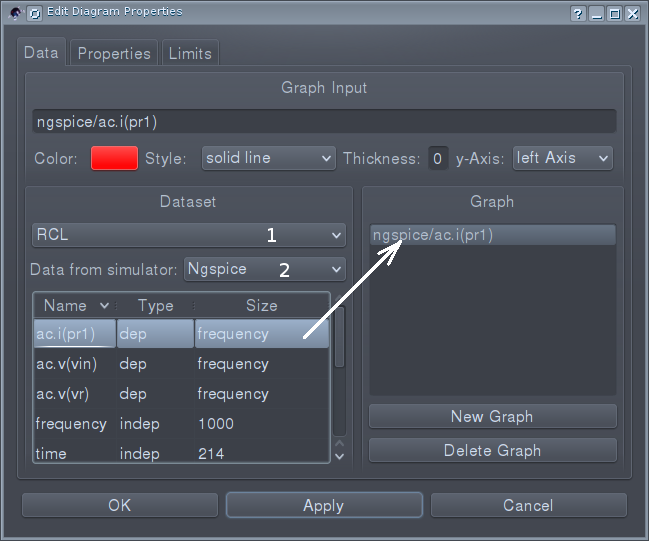 Edit Diagram Properties
Data Properties Limits
Graph Input
ngspice/ac.i(pr1)
Color: Style: solid line Thickness: 0 y-Axis: left Axis
Dataset
RCL 1
Data from simulator: Ngspice 2
Name Type Size
ac.i(pr1) dep frequency
ac.v(vin) dep frequency
ac.v(vr) dep frequency
frequency indep 1000
time indep 214
Graph
ngspice/ac.i(pr1)
New Graph
Delete Graph
OK Apply Cancel